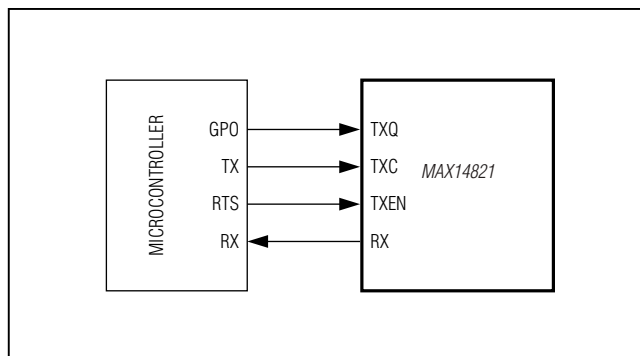 MICROCONTROLLER
GPO
TX
RTS
RX
TXQ
TXC
TXEN
RX
MAX14821